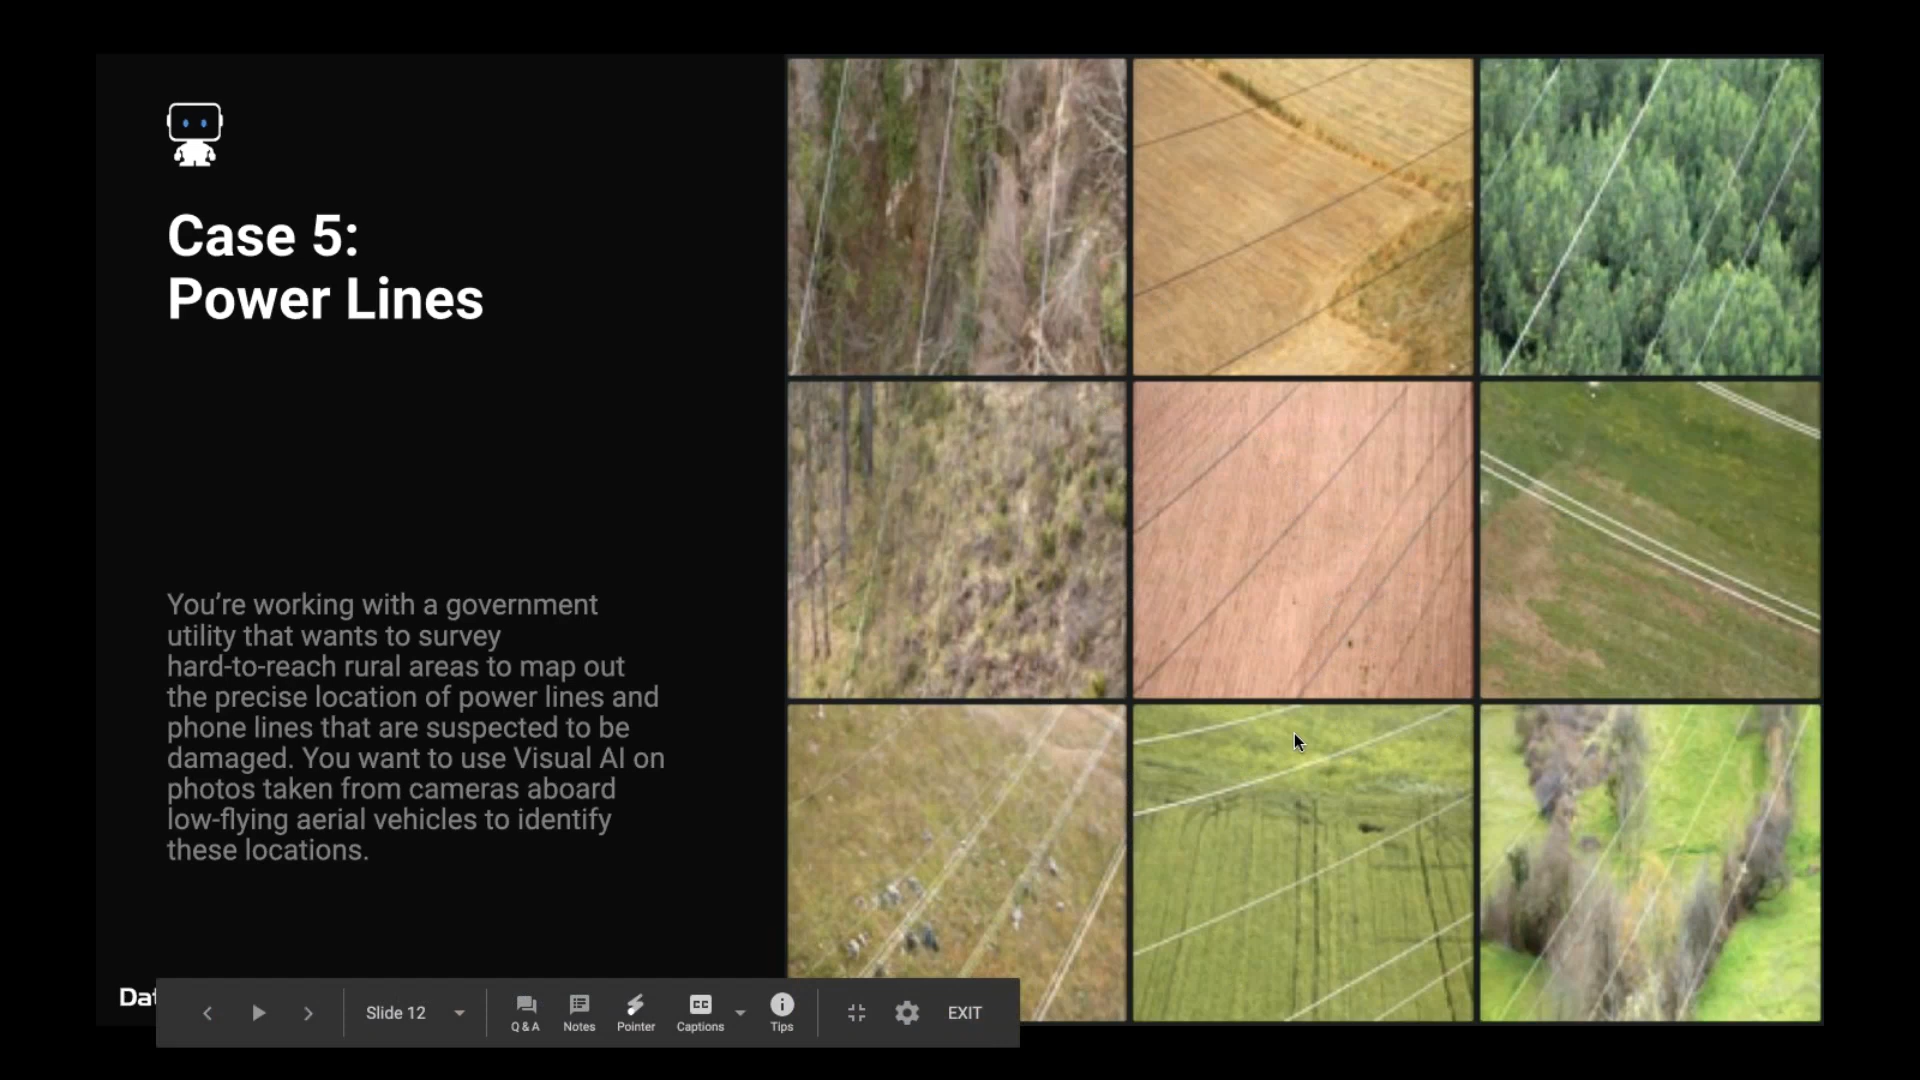 Case 5:
Power Lines
You’re working with a government
utility that wants to survey
hard-to-reach rural areas to map out
the precise location of power lines and
phone lines that are suspected to be
damaged. You want to use Visual AI on
photos taken from cameras aboard
low-flying aerial vehicles to identify
these locations.
Slide 12
Q & A
Notes
Pointer
CC
Captions
Tips
EXIT